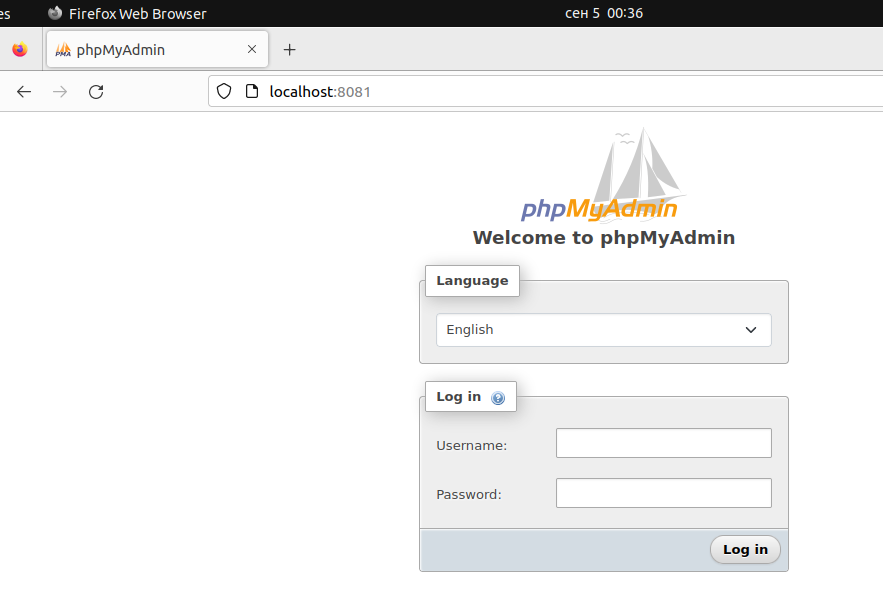 es Firefox Web Browser сен 5 00:36
PMA phpMyAdmin
localhost:8081
phpMyAdmin
Welcome to phpMyAdmin
Language
English
Log in ?
Username:
Password:
Log in